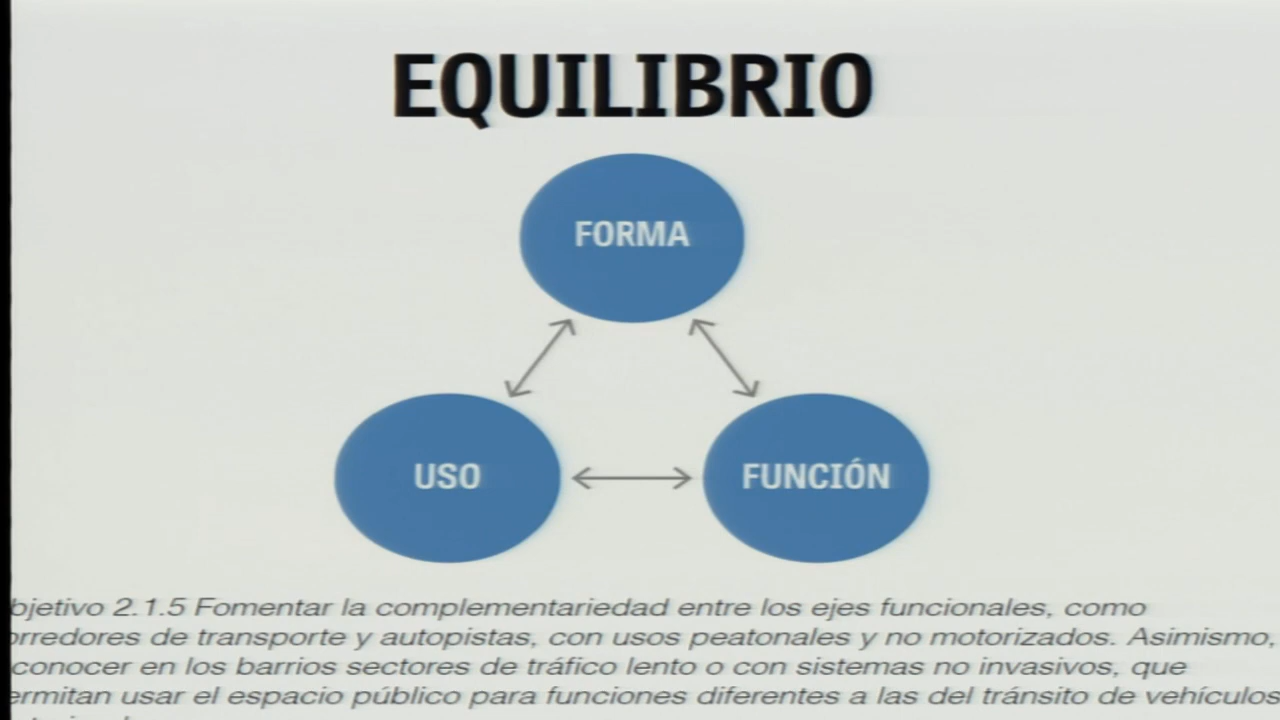 EQUILIBRIO
FORMA
USO
FUNCIÓN
bjetivo 2.1.5 Fomentar la complementariedad entre los ejes funcionales, como
orredores de transporte y autopistas, con usos peatonales y no motorizados. Asimismo,
conocer en los barrios sectores de tráfico lento o con sistemas no invasivos, que
ermitan usar el espacio público para funciones diferentes a las del tránsito de vehículos